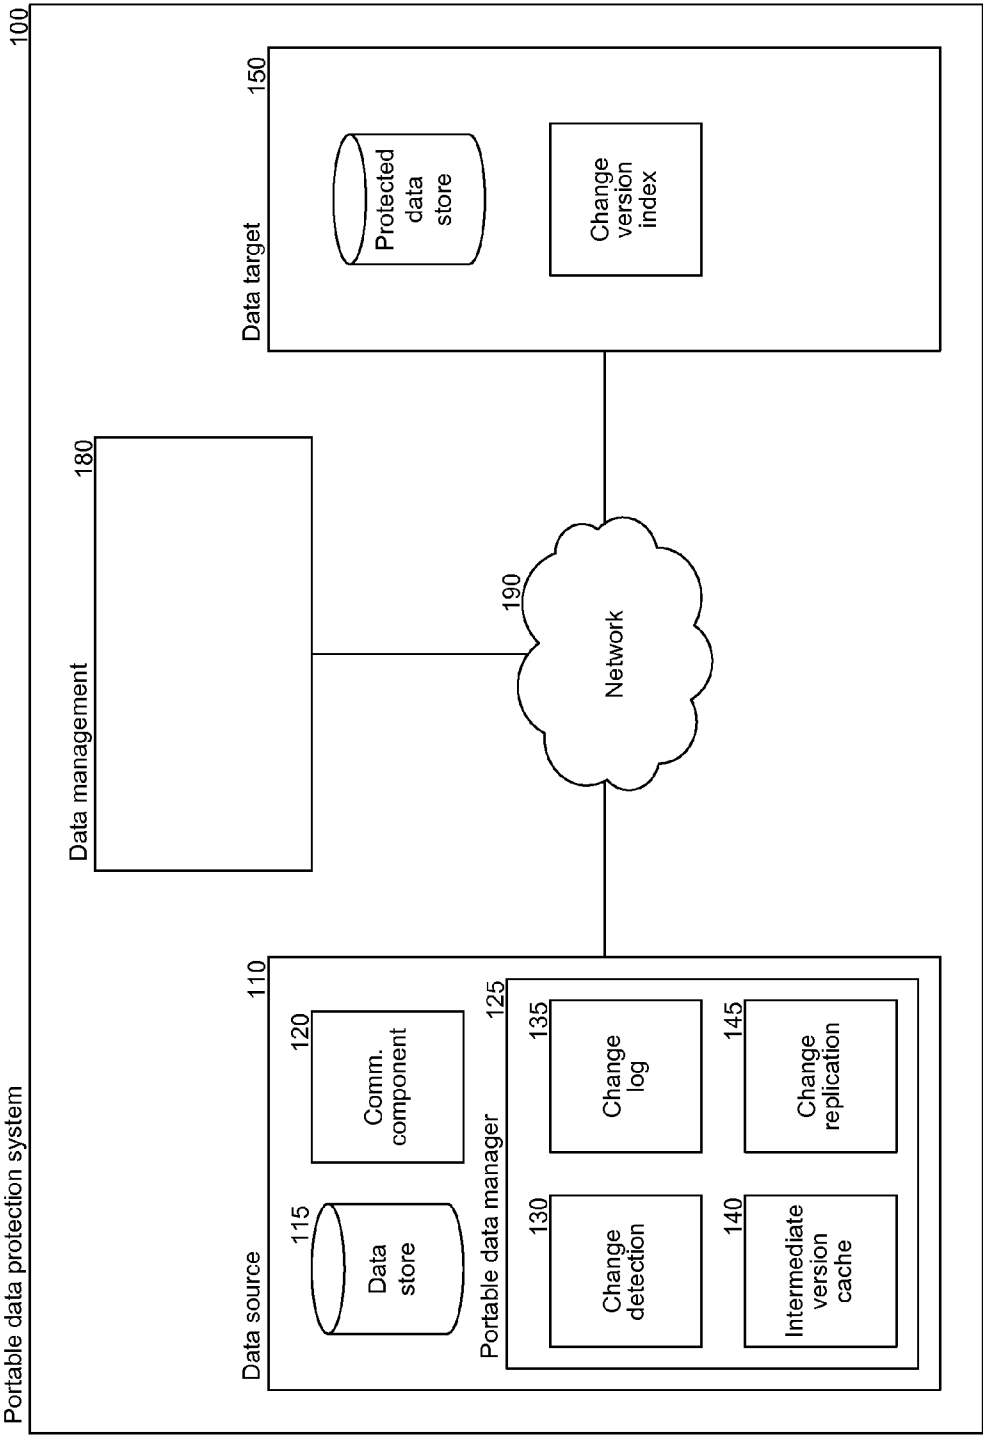 Portable data protection system
100
Data management
180
Data source
110
115
Data
store
120
Comm.
component
Portable data manager
125
130
Change
detection
135
Change
log
140
Intermediate
version
cache
145
Change
replication
190
Network
Data target
150
Protected
data
store
Change
version
index